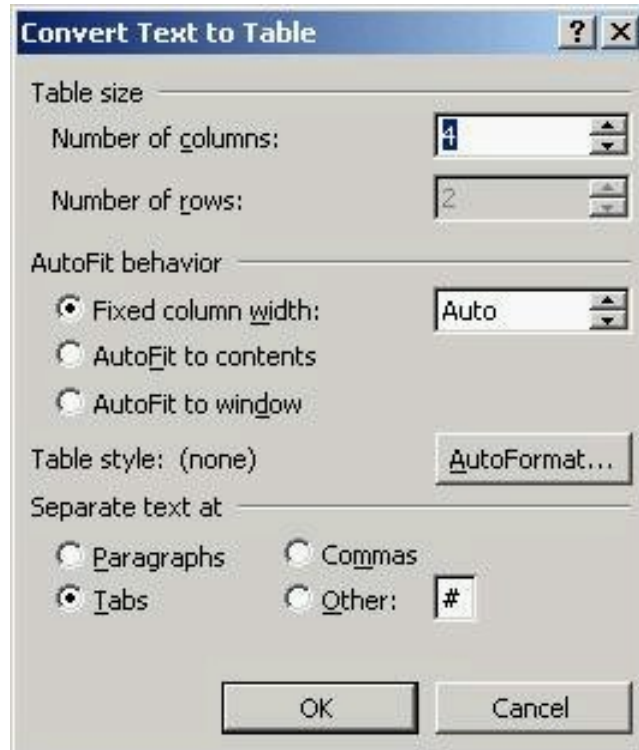 Convert Text to Table ? X
Table size
Number of columns: 4
Number of rows: 2
AutoFit behavior
Fixed column width: Auto
AutoFit to contents
AutoFit to window
Table style: (none) AutoFormat...
Separate text at
Paragraphs Commas
Tabs Other: #
OK Cancel